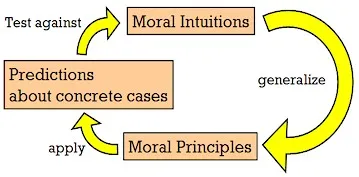 Test against
Moral Intuitions
Predictions
about concrete cases
generalize
apply
Moral Principles